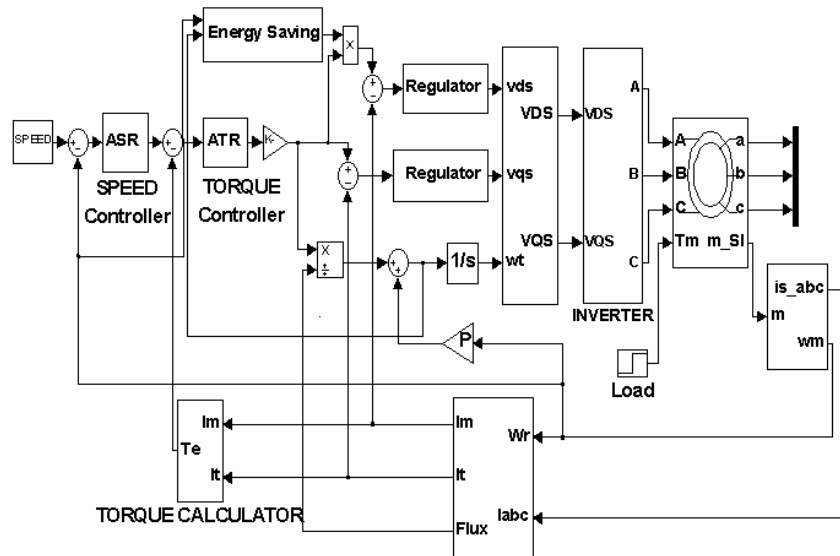 Energy Saving
X
+
−
Regulator
vds
VDS
VDS
A
A
a
SPEED
+
−
ASR
+
−
ATR
K-
SPEED
Controller
TORQUE
Controller
+
−
Regulator
vqs
B
B
b
C
c
X
÷
+
+
1/s
wt
VQS
VQS
C
Tm
m_SI
INVERTER
P
is_abc
m
wm
Load
Im
Te
It
Im
Wr
It
Iabc
Flux
TORQUE CALCULATOR